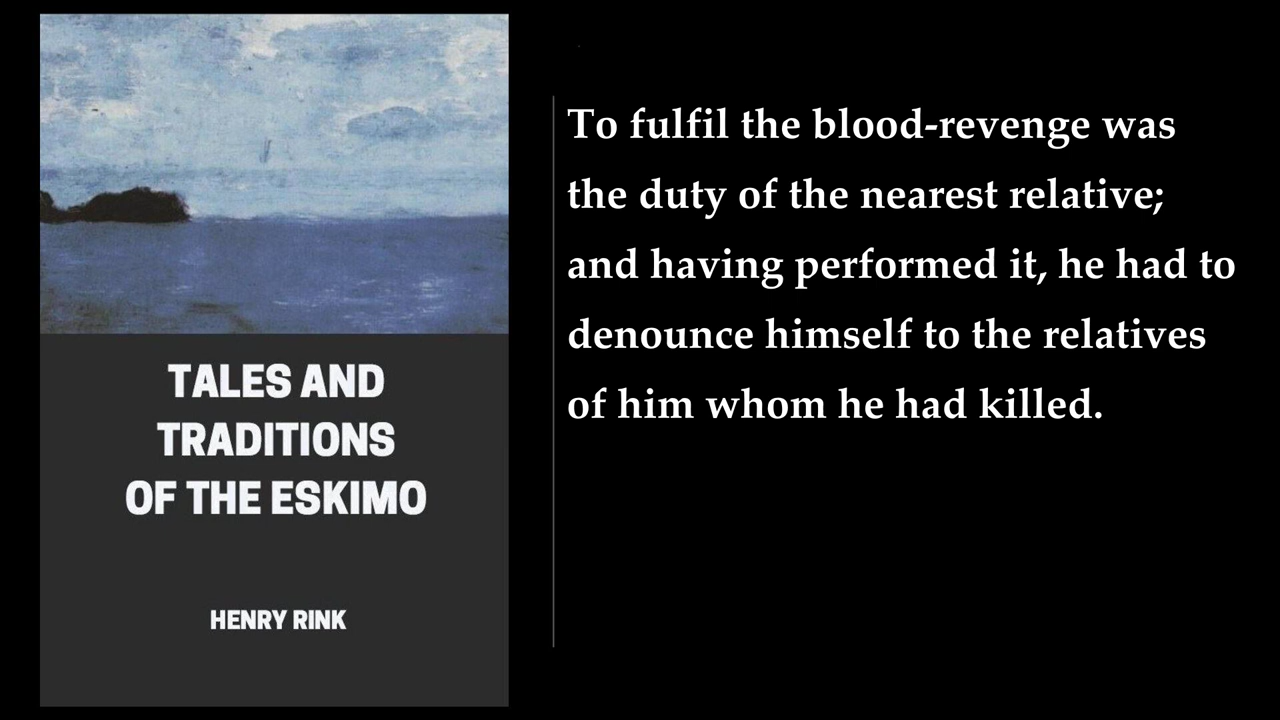 TALES AND
TRADITIONS
OF THE ESKIMO
HENRY RINK
To fulfil the blood-revenge was
the duty of the nearest relative;
and having performed it, he had to
denounce himself to the relatives
of him whom he had killed.